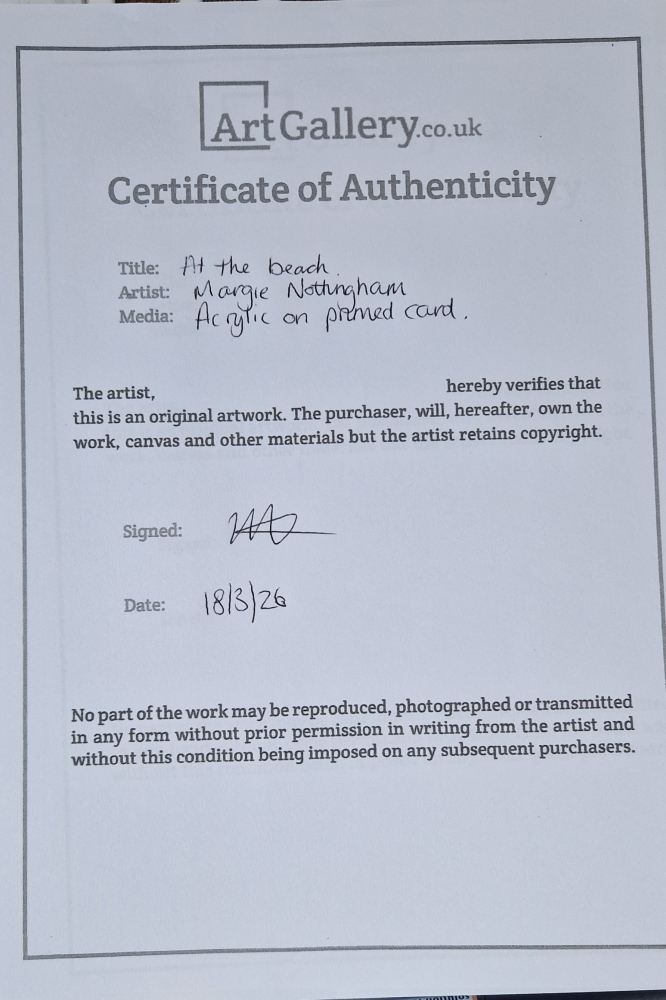 ArtGallery.co.uk
Certificate of Authenticity
Title: At the beach.
Artist: Margie Nottingham
Media: Acrylic on primed card.
The artist, hereby verifies that
this is an original artwork. The purchaser, will, hereafter, own the
work, canvas and other materials but the artist retains copyright.
Signed:
Date: 18/3/26
No part of the work may be reproduced, photographed or transmitted
in any form without prior permission in writing from the artist and
without this condition being imposed on any subsequent purchasers.